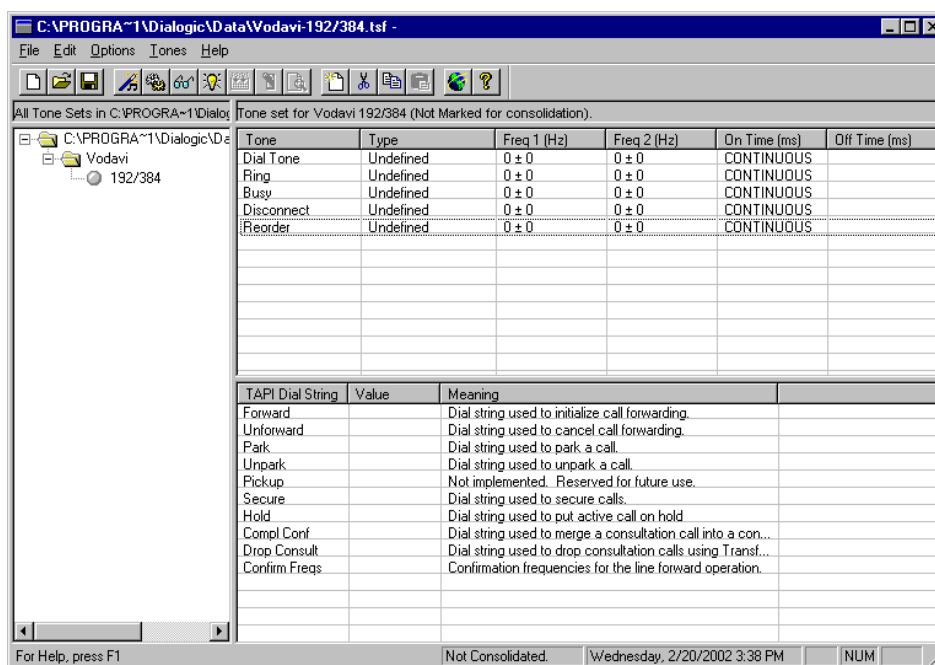 C:\PROGRA~1\Dialogic\Data\Vodavi-192/384.tsf -
File Edit Options Tones Help
All Tone Sets in C:\PROGRA~1\Dialog Tone set for Vodavi 192/384 (Not Marked for consolidation).
C:\PROGRA~1\Dialogic\Da
Vodavi
192/384
Tone Type Freq 1 (Hz) Freq 2 (Hz) On Time (ms) Off Time (ms)
Dial Tone Undefined 0 ± 0 0 ± 0 CONTINUOUS
Ring Undefined 0 ± 0 0 ± 0 CONTINUOUS
Busy Undefined 0 ± 0 0 ± 0 CONTINUOUS
Disconnect Undefined 0 ± 0 0 ± 0 CONTINUOUS
Reorder Undefined 0 ± 0 0 ± 0 CONTINUOUS
TAPI Dial String Value Meaning
Forward Dial string used to initialize call forwarding.
Unforward Dial string used to cancel call forwarding.
Park Dial string used to park a call.
Unpark Dial string used to unpark a call.
Pickup Not implemented. Reserved for future use.
Secure Dial string used to secure calls.
Hold Dial string used to put active call on hold
Compl Conf Dial string used to merge a consultation call into a con...
Drop Consult Dial string used to drop consultation calls using Transf...
Confirm Freqs Confirmation frequencies for the line forward operation.
For Help, press F1 Not Consolidated. Wednesday, 2/20/2002 3:38 PM NUM